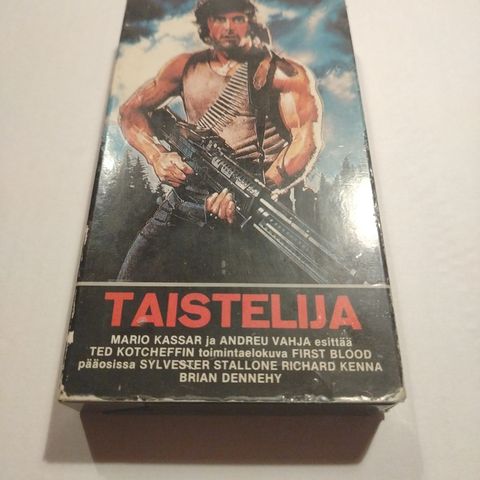 TAISTELIJA
MARIO KASSAR ja ANDREU VAHJA esittää
TED KOTCHEFFIN toimintaelokuva FIRST BLOOD
pääosissa SYLVESTER STALLONE RICHARD KENNA
BRIAN DENNEHY